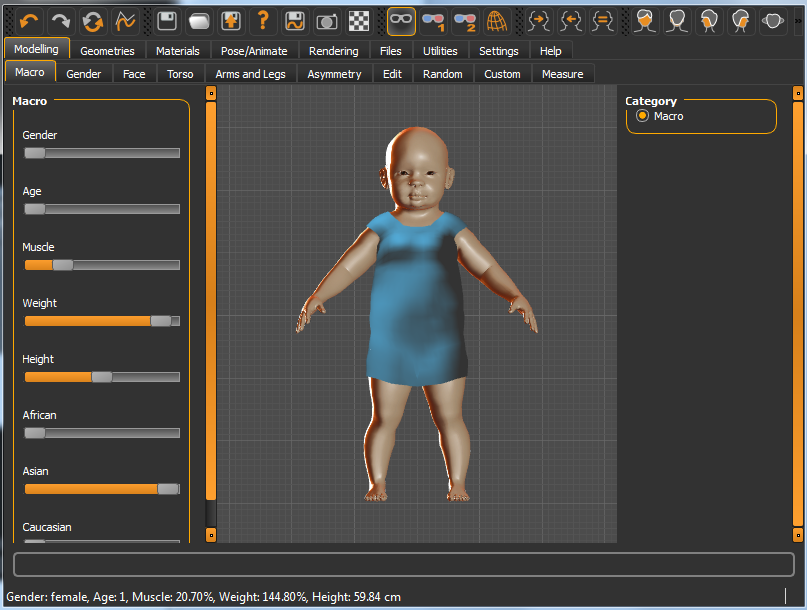 ? 1 2
Modelling Geometries Materials Pose/Animate Rendering Files Utilities Settings Help
Macro Gender Face Torso Arms and Legs Asymmetry Edit Random Custom Measure
Macro
Gender
Age
Muscle
Weight
Height
African
Asian
Caucasian
Category
Macro
Gender: female, Age: 1, Muscle: 20.70%, Weight: 144.80%, Height: 59.84 cm